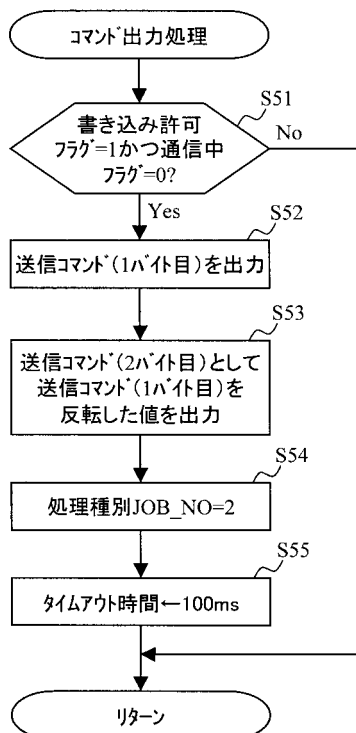 コマンド出力処理
S51
書き込み許可
フラグ=1かつ通信中
フラグ=0?
No
Yes
S52
送信コマンド(1バイト目)を出力
S53
送信コマンド(2バイト目)として
送信コマンド(1バイト目)を
反転した値を出力
S54
処理種別JOB_NO=2
S55
タイムアウト時間←100ms
リターン